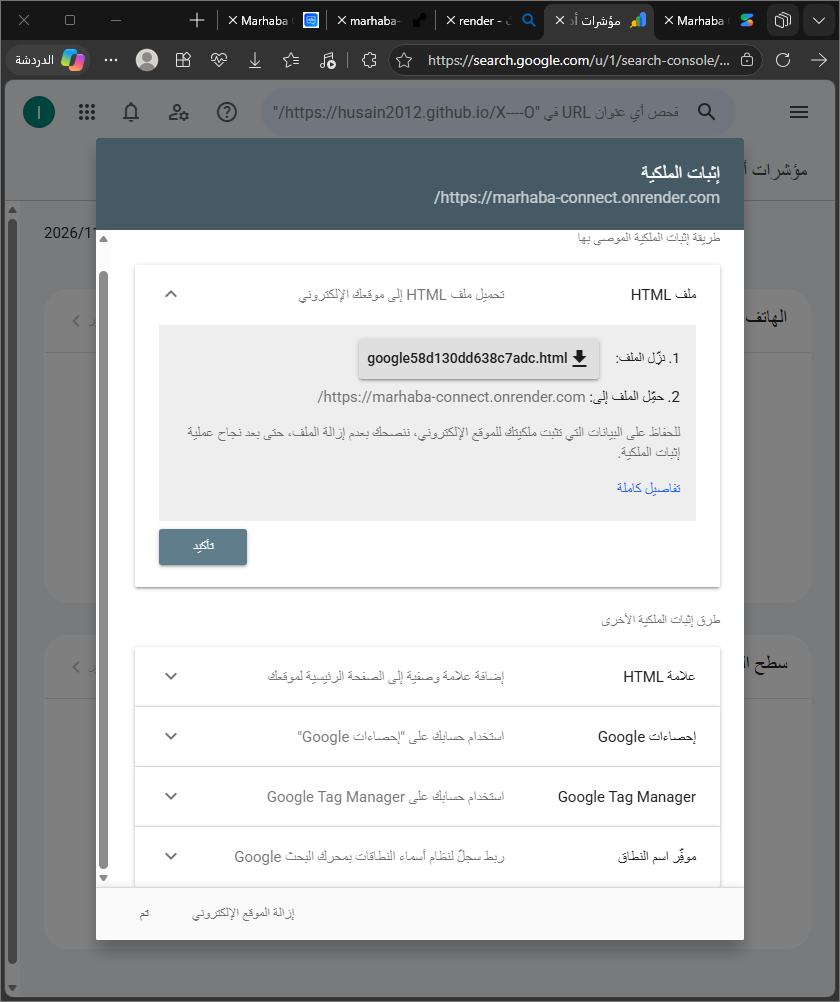 Marhaba
marhaba-
render - ك
مؤشرات أد
Marhaba
الدردشة
https://search.google.com/u/1/search-console/...
I
فحص أي عنوان URL في "https://husain2012.github.io/X----O/"
مؤشرات أ
2026/1
الهاتف
سطح ال
إثبات الملكية
https://marhaba-connect.onrender.com/
طريقة إثبات الملكية الموصى بها
ملف HTML
تحميل ملف HTML إلى موقعك الإلكتروني
1. نزِّل الملف:
google58d130dd638c7adc.html
2. حمِّل الملف إلى: https://marhaba-connect.onrender.com/
للحفاظ على البيانات التي تثبت ملكيتك للموقع الإلكتروني، ننصحك بعدم إزالة الملف، حتى بعد نجاح عملية
إثبات الملكية.
تفاصيل كاملة
تأكيد
طرق إثبات الملكية الأخرى
علامة HTML
إضافة علامة وصفية إلى الصفحة الرئيسية لموقعك
إحصاءات Google
استخدام حسابك على "إحصاءات Google"
Google Tag Manager
استخدام حسابك على Google Tag Manager
موفِّر اسم النطاق
ربط سجلّ لنظام أسماء النطاقات بمحرك البحث Google
إزالة الموقع الإلكتروني
تم